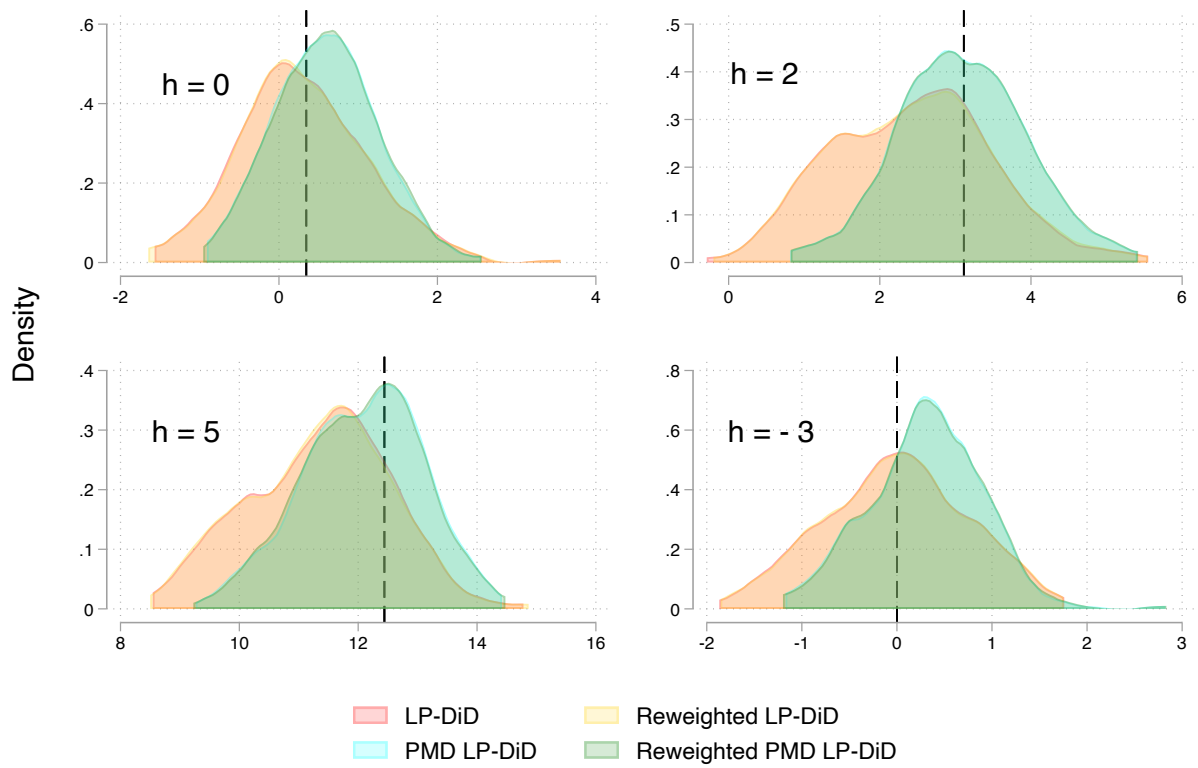 Density
.6
.4
.2
0
-2 0 2 4
h = 0
.5
.4
.3
.2
.1
0
0 2 4 6
h = 2
.4
.3
.2
.1
0
8 10 12 14 16
h = 5
.8
.6
.4
.2
0
-2 -1 0 1 2 3
h = - 3
LP-DiD Reweighted LP-DiD
PMD LP-DiD Reweighted PMD LP-DiD